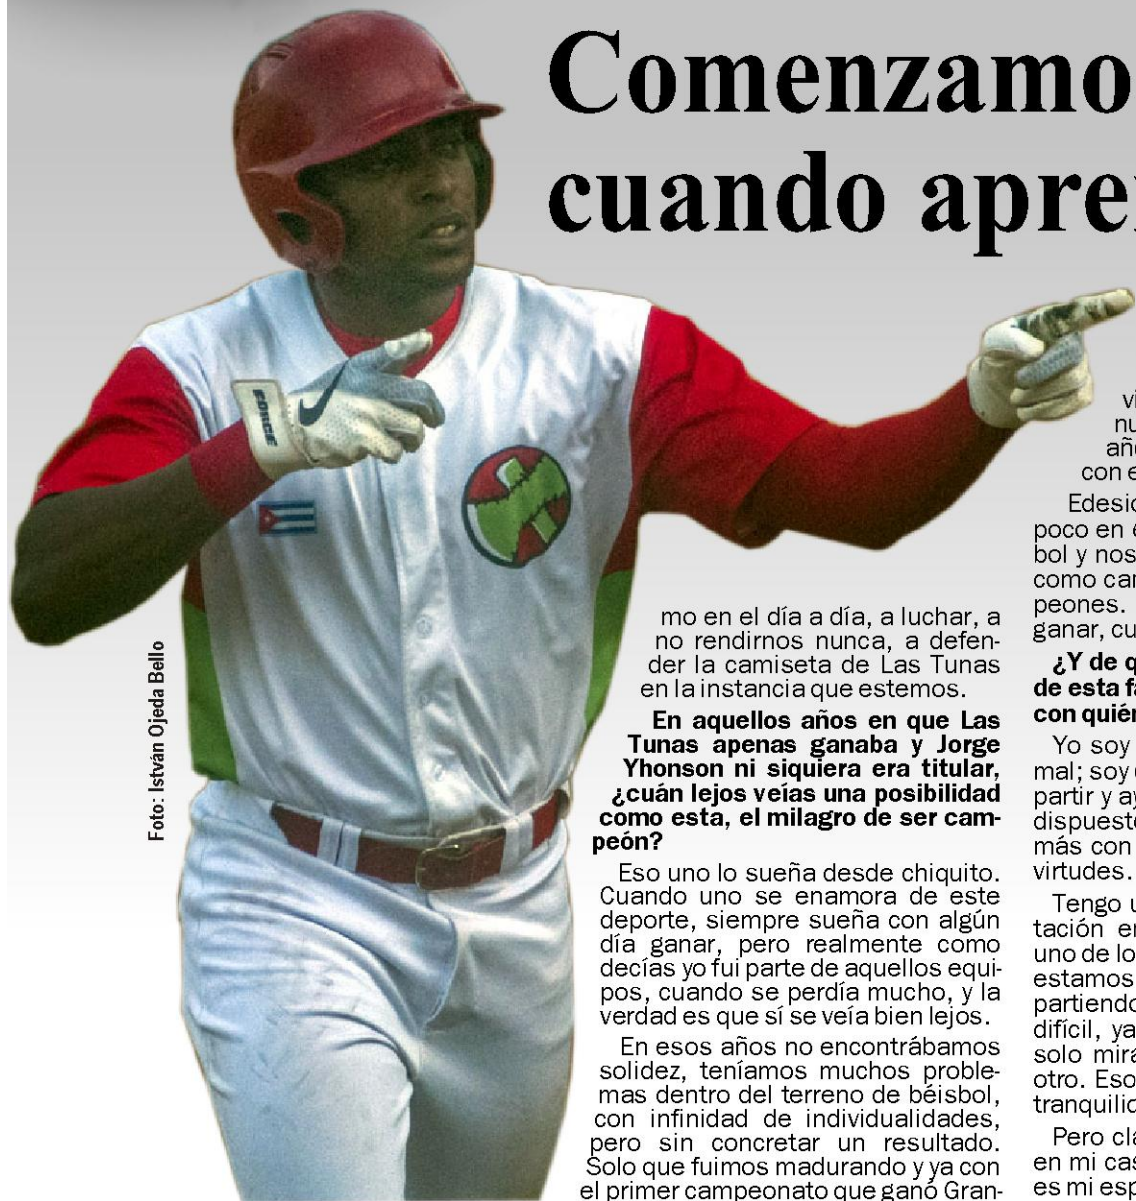 Comenzamo
cuando apre
FORCE
Foto: István Ojeda Bello
mo en el día a día, a luchar, a
no rendirnos nunca, a defen-
der la camiseta de Las Tunas
en la instancia que estemos.
En aquellos años en que Las
Tunas apenas ganaba y Jorge
Yhonson ni siquiera era titular,
¿cuán lejos veías una posibilidad
como esta, el milagro de ser cam-
peón?
Eso uno lo sueña desde chiquito.
Cuando uno se enamora de este
deporte, siempre sueña con algún
día ganar, pero realmente como
decías yo fui parte de aquellos equi-
pos, cuando se perdía mucho, y la
verdad es que sí se veía bien lejos.
En esos años no encontrábamos
solidez, teníamos muchos proble-
mas dentro del terreno de béisbol,
con infinidad de individualidades,
pero sin concretar un resultado.
Solo que fuimos madurando y ya con
el primer campeonato que ganó Gran-
vi
nu
añ
con e
Edesio
poco en e
bol y nos
como car
peones.
ganar, cu
¿Y de q
de esta fa
con quién
Yo soy
mal; soy
partir y ay
dispuest
más con
virtudes.
Tengo u
tación e
uno de lo
estamos
partiendo
difícil, ya
solo mira
otro. Eso
tranquilid
Pero cla
en mi cas
es mi esp